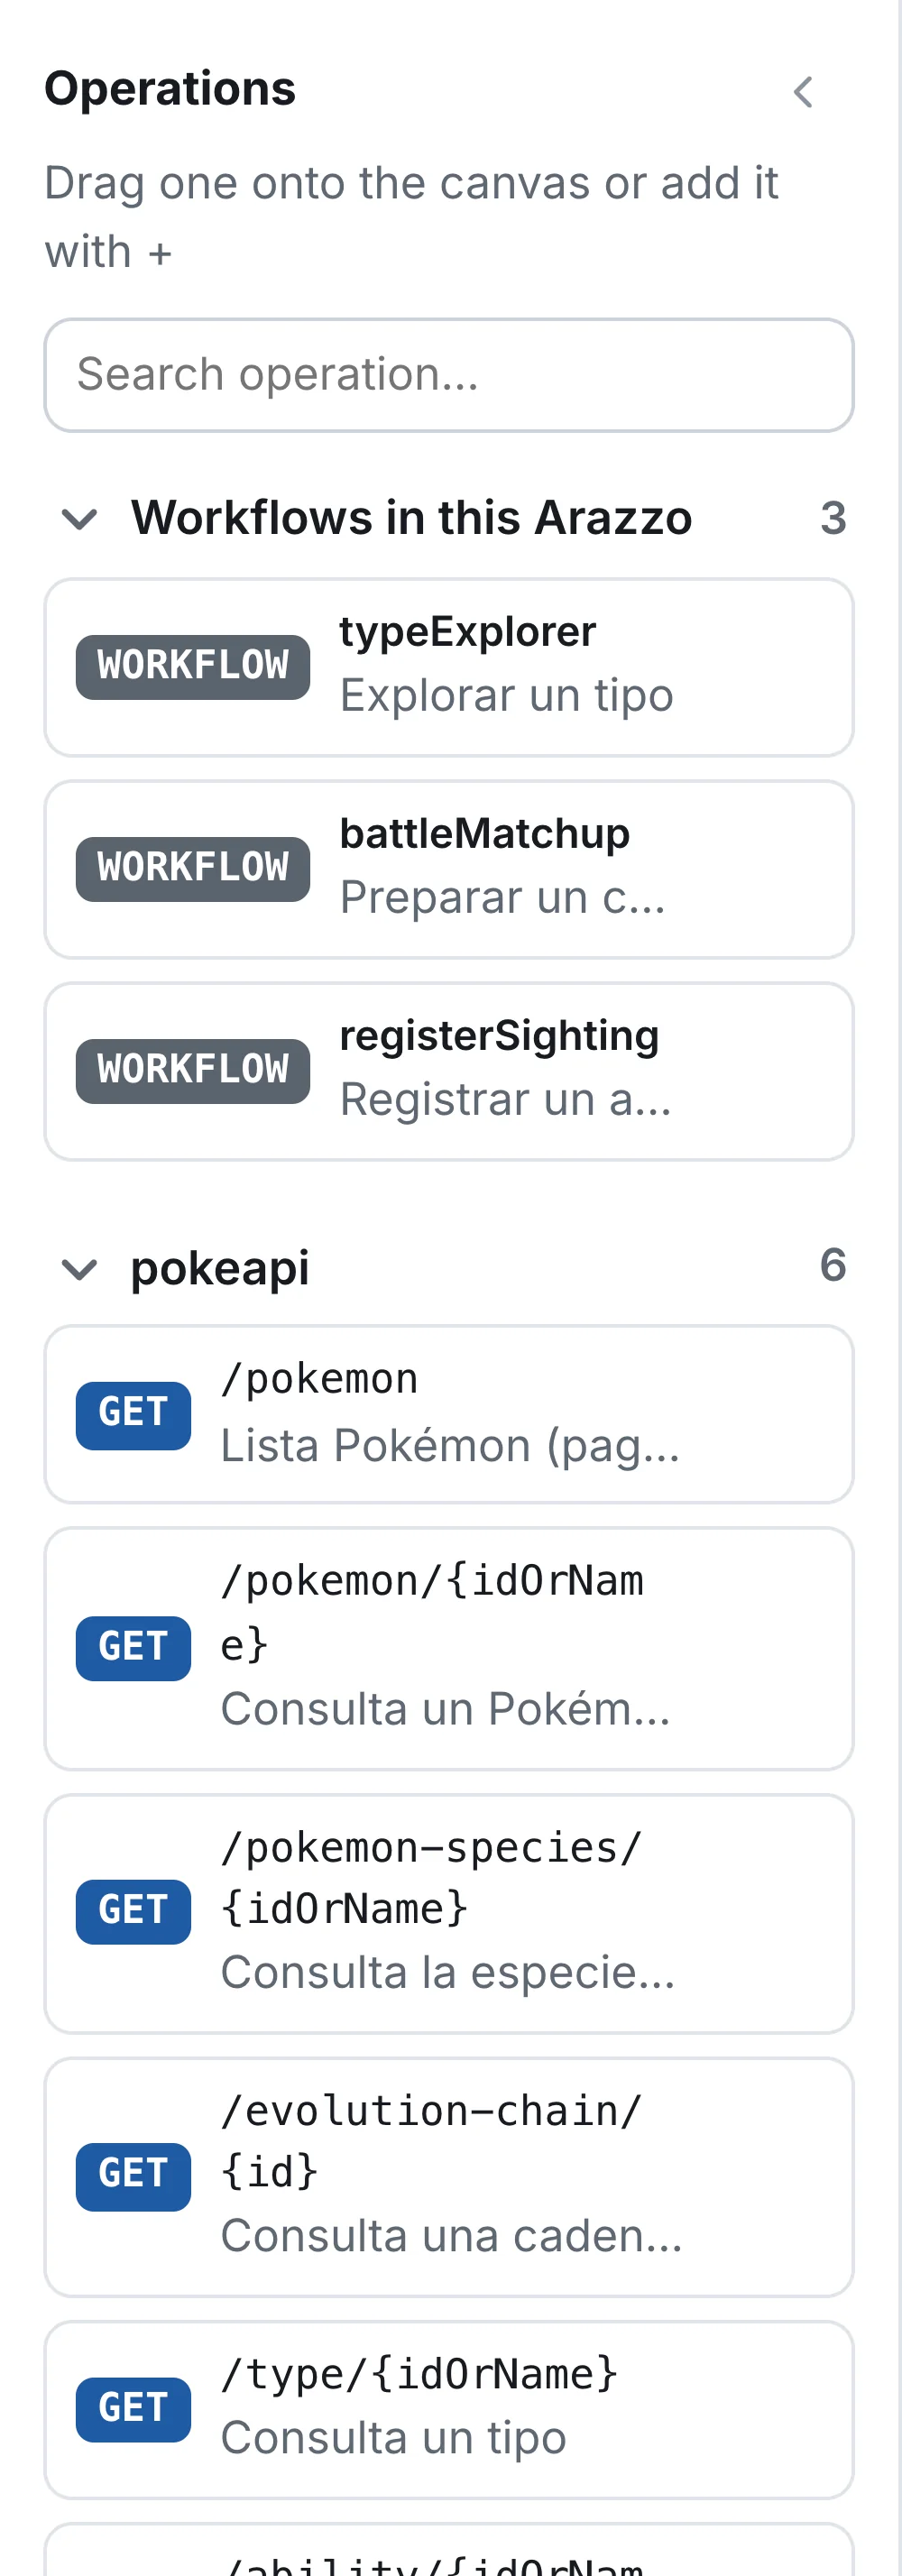 Operations
Drag one onto the canvas or add it
with +
Search operation...
Workflows in this Arazzo 3
WORKFLOW
typeExplorer
Explorar un tipo
WORKFLOW
battleMatchup
Preparar un c...
WORKFLOW
registerSighting
Registrar un a...
pokeapi 6
GET
/pokemon
Lista Pokémon (pag...
GET
/pokemon/{idOrNam
e}
Consulta un Pokém...
GET
/pokemon-species/
{idOrName}
Consulta la especie...
GET
/evolution-chain/
{id}
Consulta una caden...
GET
/type/{idOrName}
Consulta un tipo
/ability/{idOrNam